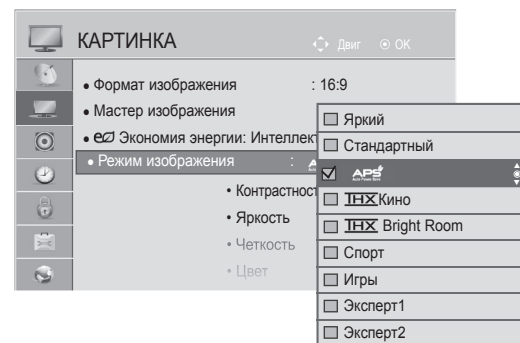 КАРТИНКА
Двиг OK
• Формат изображения : 16:9
• Мастер изображения
• Экономия энергии: Интеллект
• Режим изображения :
• Контрастност
• Яркость
• Четкость
• Цвет
Яркий
Стандартный
APS
THX Кино
THX Bright Room
Спорт
Игры
Эксперт1
Эксперт2